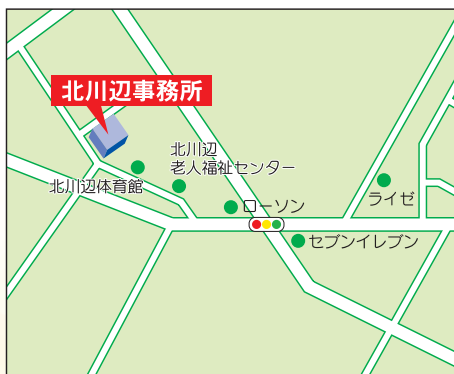 北川辺事務所
北川辺
老人福祉センター
北川辺体育館
ライゼ
ローソン
セブンイレブン